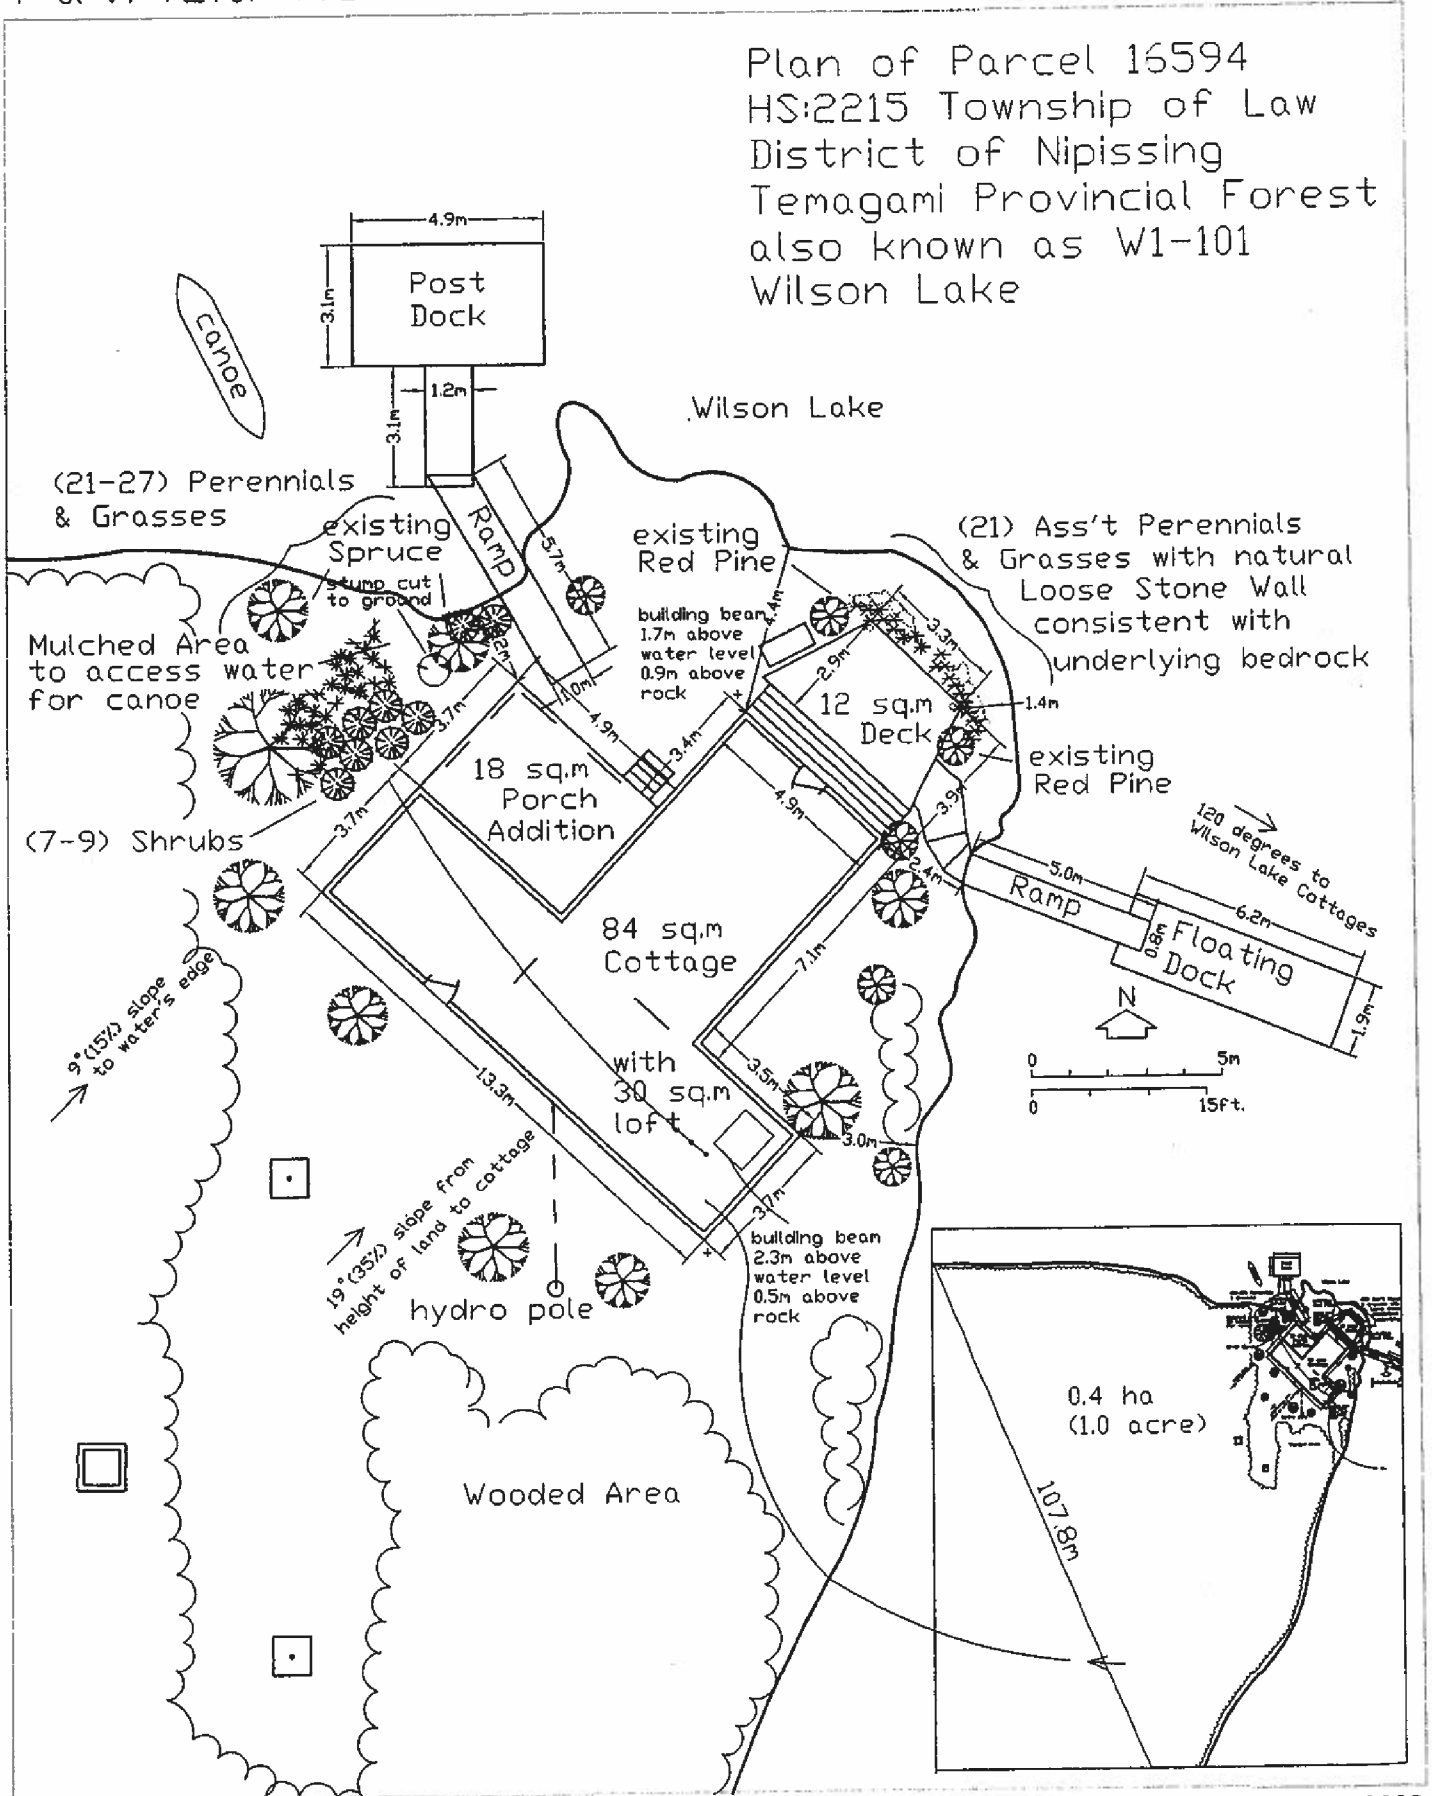 Plan of Parcel 16594
HS:2215 Township of Law
District of Nipissing
Temagami Provincial Forest
also known as W1-101
Wilson Lake
4.9m
3.1m
Post
Dock
canoe
1.2m
3.1m
Wilson Lake
(21-27) Perennials
& Grasses
existing
Spruce
stump cut
to ground
Ramp
5.7m
existing
Red Pine
(21) Ass't Perennials
& Grasses with natural
Loose Stone Wall
consistent with
underlying bedrock
building beam
1.7m above
water level
0.9m above
rock
4.4m
3.3m
Mulched Area
to access water
for canoe
1.0m
2.9m
12 sq.m
Deck
1.4m
3.7m
4.9m
3.4m
existing
Red Pine
18 sq.m
Porch
Addition
4.9m
3.9m
3.7m
(7-9) Shrubs
120 degrees to
Wilson Lake Cottages
2.4m
5.0m
Ramp
6.2m
0.8m
Floating
Dock
1.9m
84 sq.m
Cottage
7.1m
9°(15%) slope
to water's edge
N
0 5m
0 15ft.
with
30 sq.m
loft
13.3m
3.5m
3.0m
3.7m
19°(35%) slope from
height of land to cottage
hydro pole
building beam
2.3m above
water level
0.5m above
rock
Wooded Area
0.4 ha
(1.0 acre)
107.8m